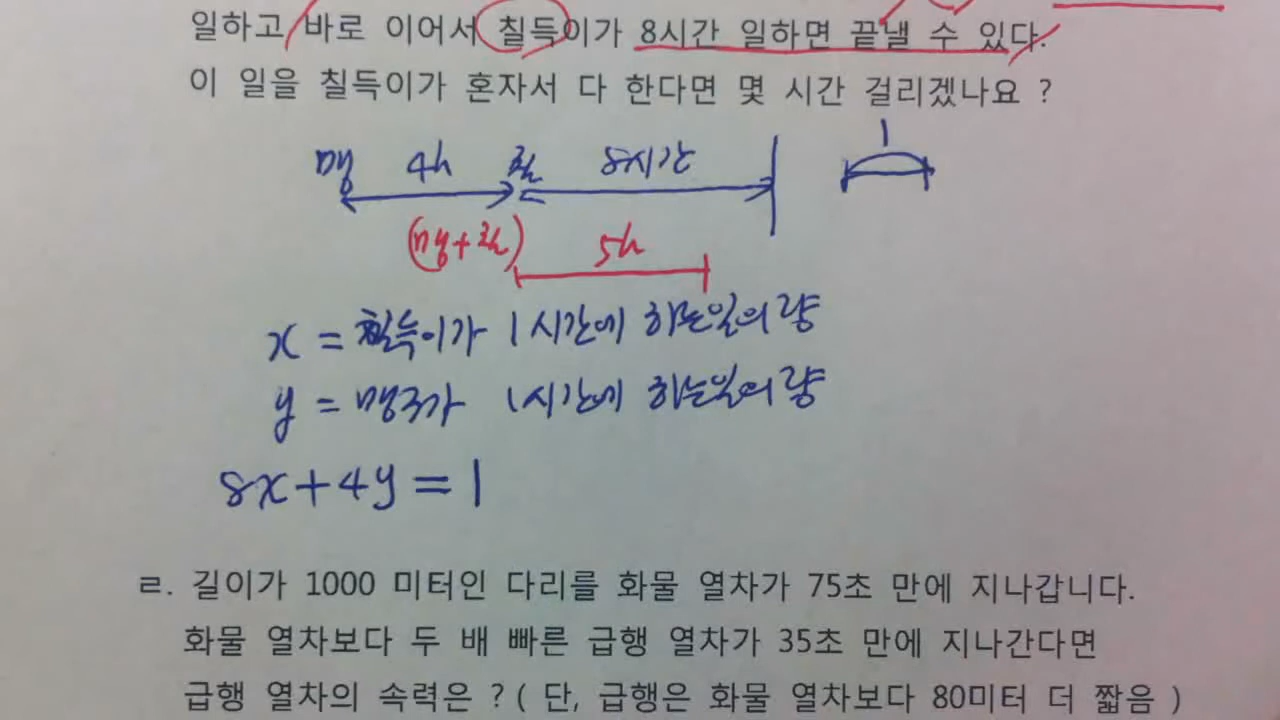 일하고 바로 이어서 칠득이가 8시간 일하면 끝낼 수 있다.
이 일을 칠득이가 혼자서 다 한다면 몇 시간 걸리겠나요 ?
맹 4h 칠 8시간 1
(맹+칠) 5h
x = 칠득이가 1시간에 하는일의 량
y = 맹구가 1시간에 하는일의 량
8x+4y=1
ㄹ. 길이가 1000 미터인 다리를 화물 열차가 75초 만에 지나갑니다.
화물 열차보다 두 배 빠른 급행 열차가 35초 만에 지나간다면
급행 열차의 속력은 ? ( 단, 급행은 화물 열차보다 80미터 더 짧음 )